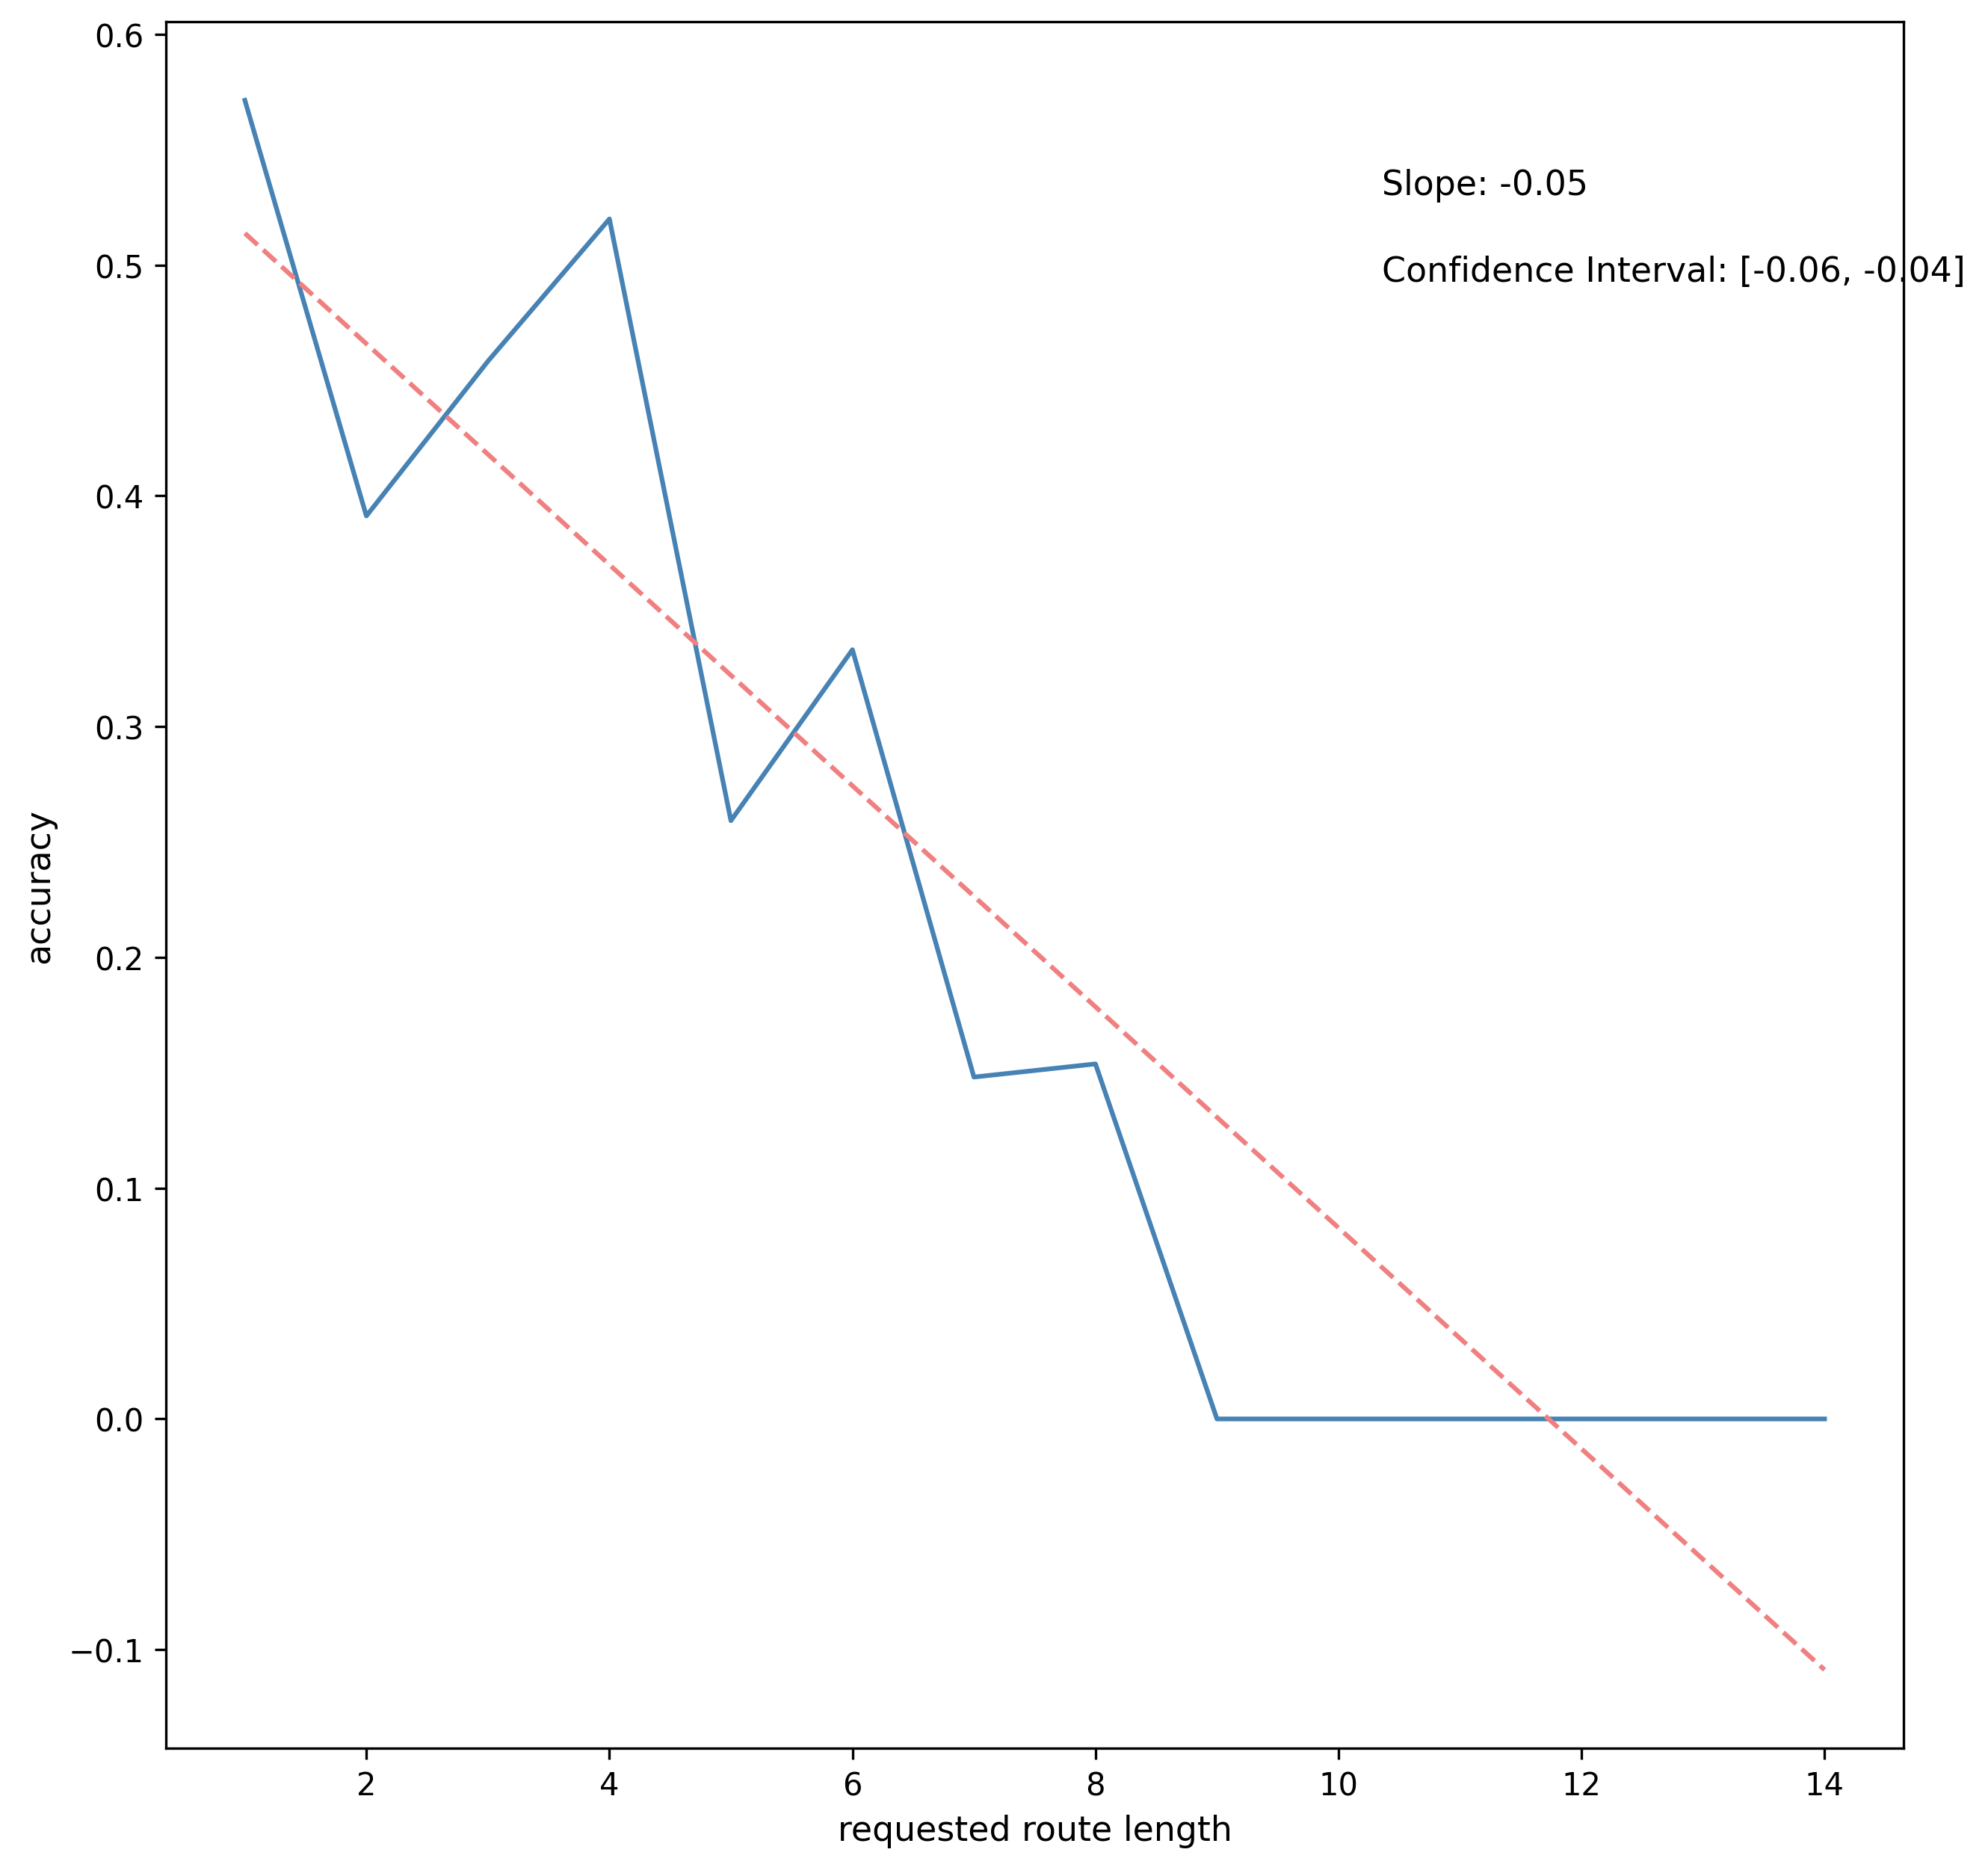 0.6
0.5
0.4
0.3
0.2
0.1
0.0
−0.1
accuracy
Slope: -0.05
Confidence Interval: [-0.06, -0.04]
2 4 6 8 10 12 14
requested route length